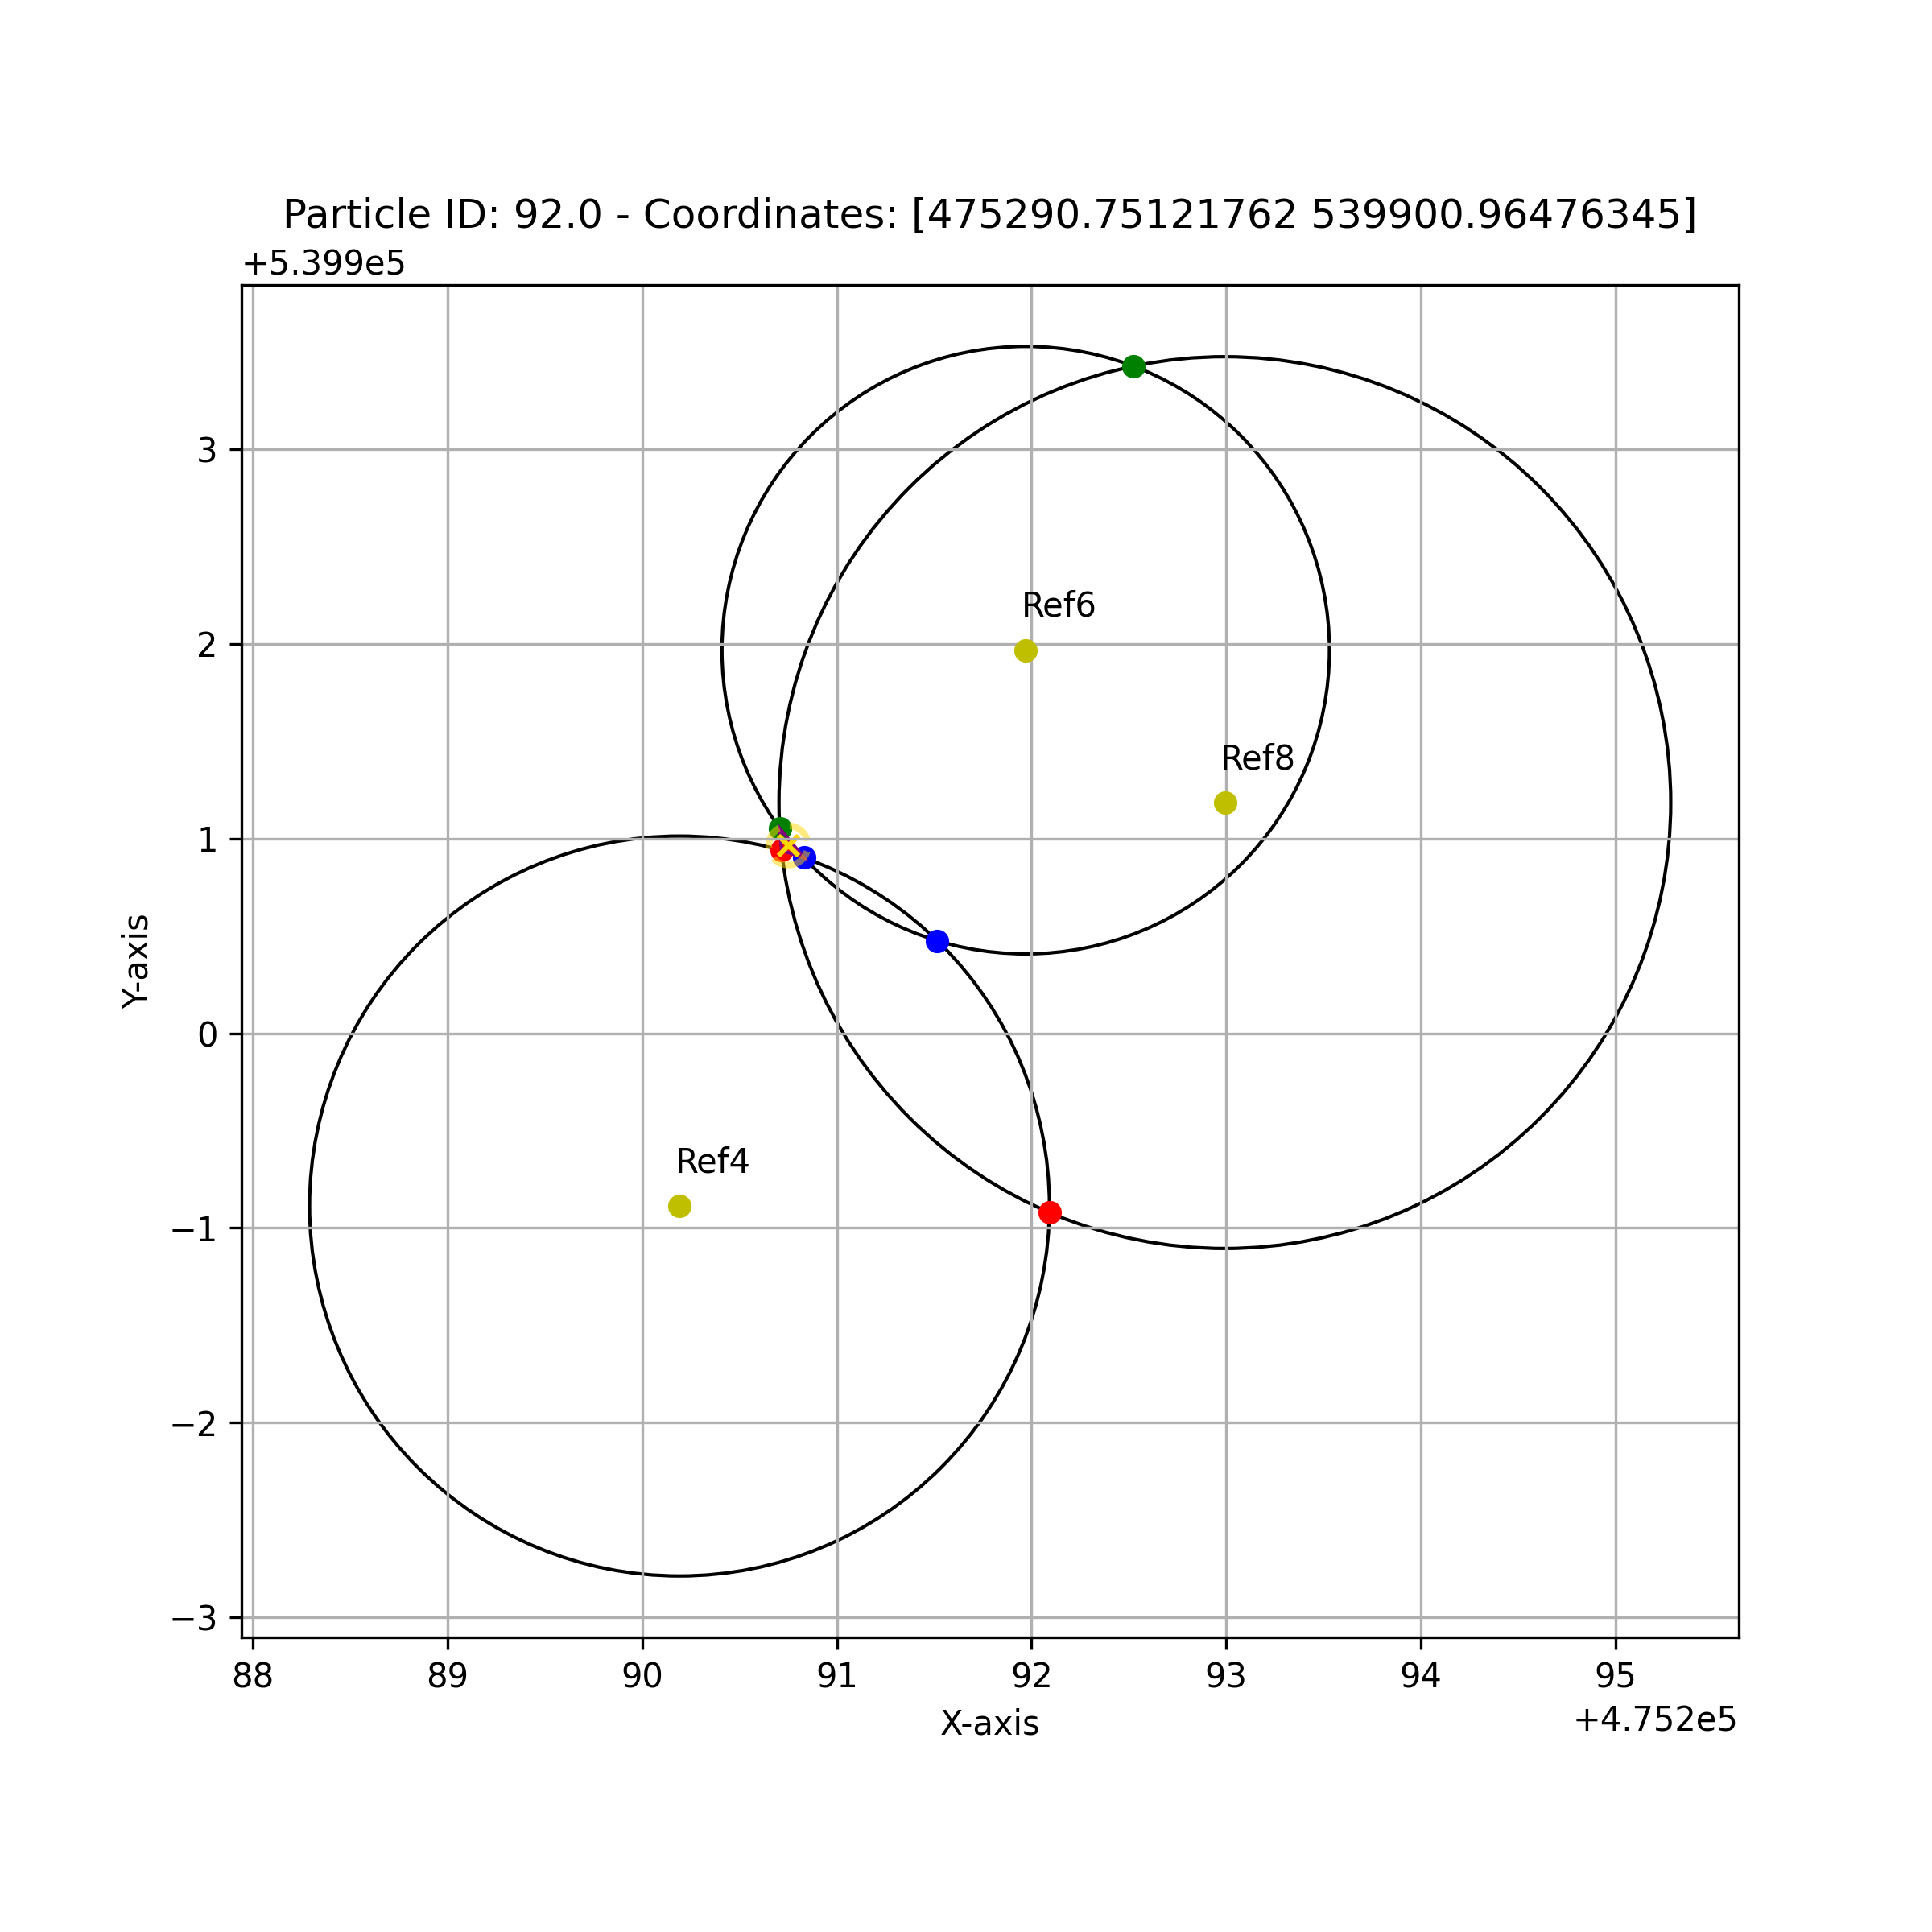 Particle ID: 92.0 - Coordinates: [475290.75121762 539900.96476345]
+5.399e5
3
2
1
0
−1
−2
−3
Y-axis
Ref6
Ref8
Ref4
88 89 90 91 92 93 94 95
X-axis
+4.752e5